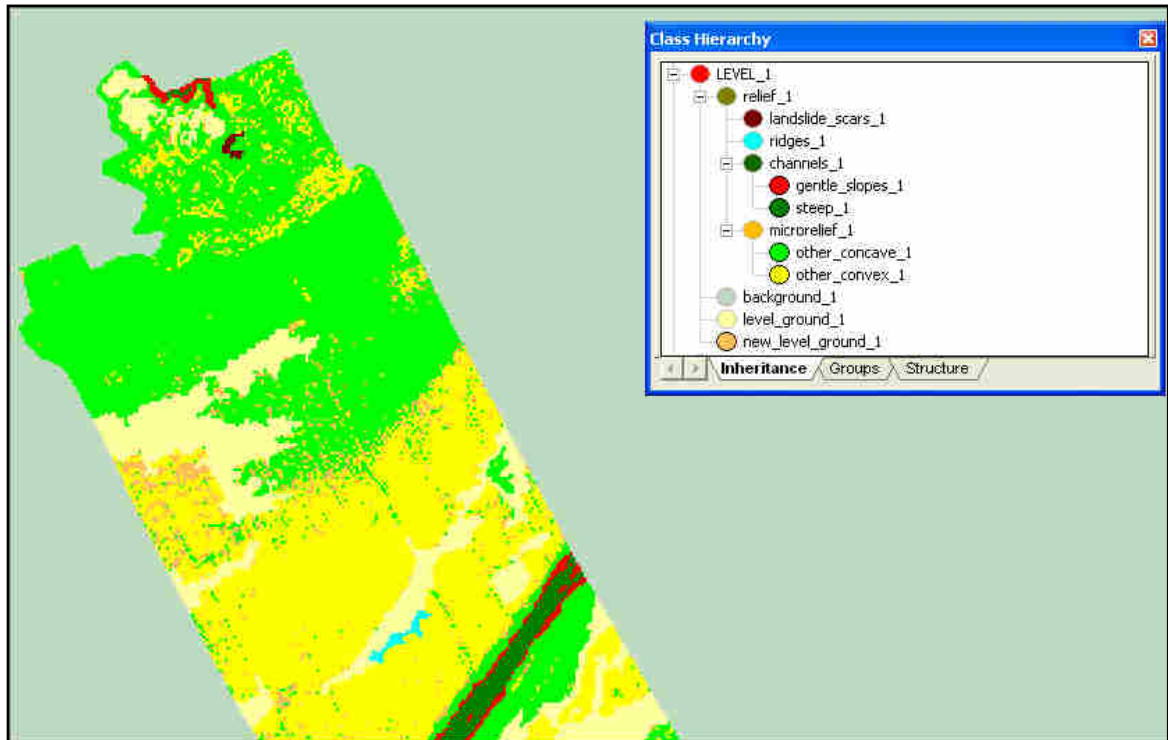 Class Hierarchy
LEVEL_1
relief_1
landslide_scars_1
ridges_1
channels_1
gentle_slopes_1
steep_1
microrelief_1
other_concave_1
other_convex_1
background_1
level_ground_1
new_level_ground_1
Inheritance Groups Structure